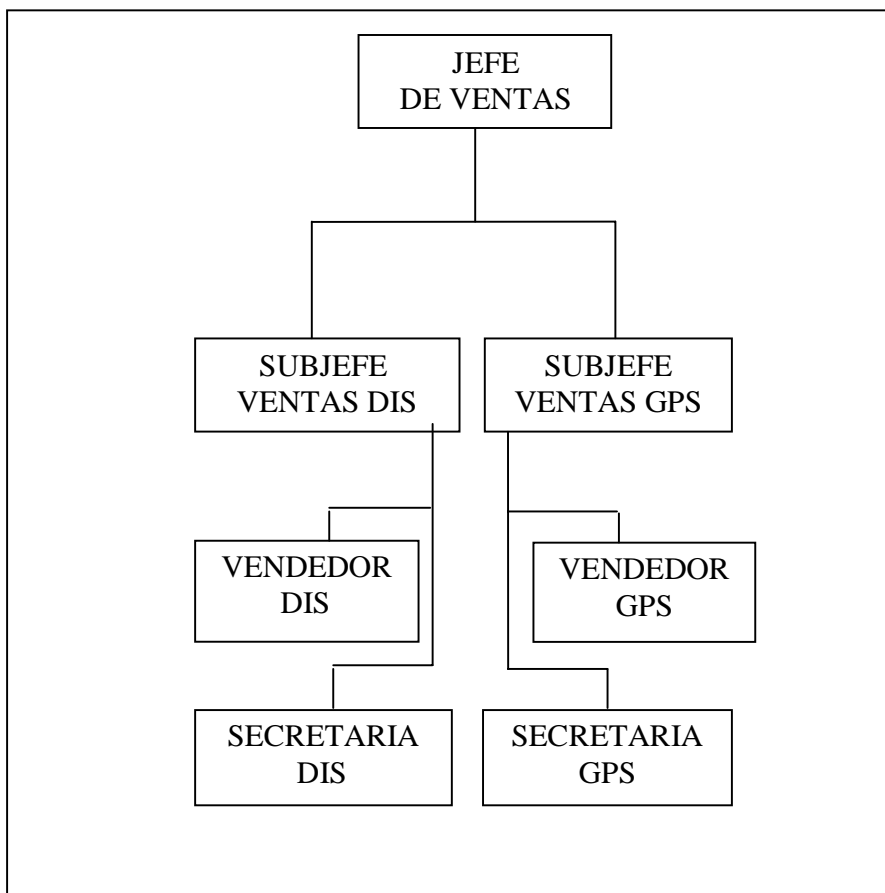 JEFE
DE VENTAS
SUBJEFE
VENTAS DIS
SUBJEFE
VENTAS GPS
VENDEDOR
DIS
VENDEDOR
GPS
SECRETARIA
DIS
SECRETARIA
GPS